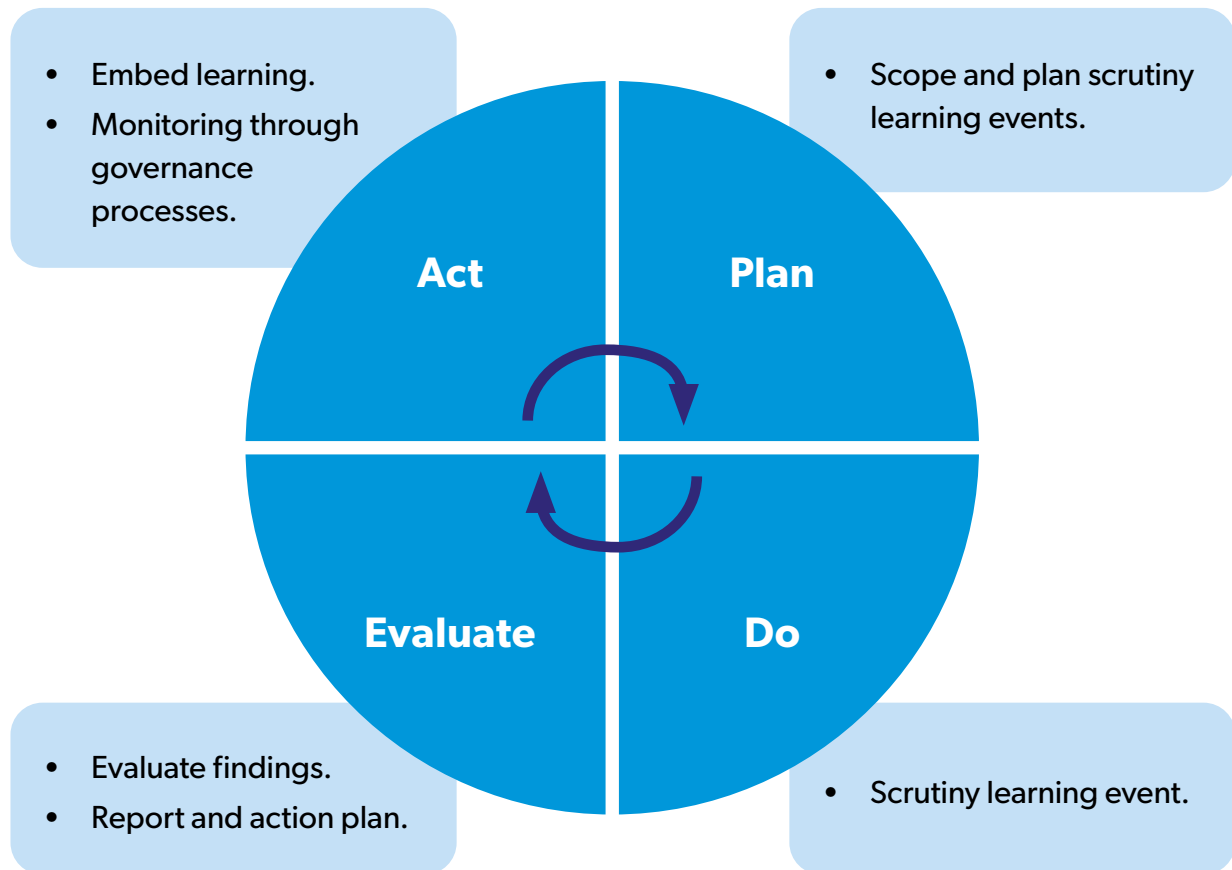 • Embed learning.
• Monitoring through
governance
processes.
• Scope and plan scrutiny
learning events.
Act
Plan
Evaluate
Do
• Evaluate findings.
• Report and action plan.
• Scrutiny learning event.